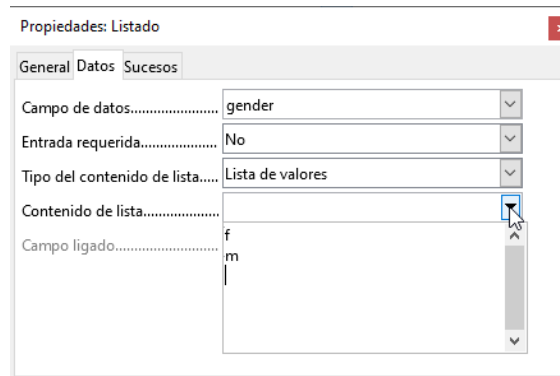 Propiedades: Listado
General Datos Sucesos
Campo de datos....................... gender
Entrada requerida.................... No
Tipo del contenido de lista..... Lista de valores
Contenido de lista....................
f
m
Campo ligado...........................